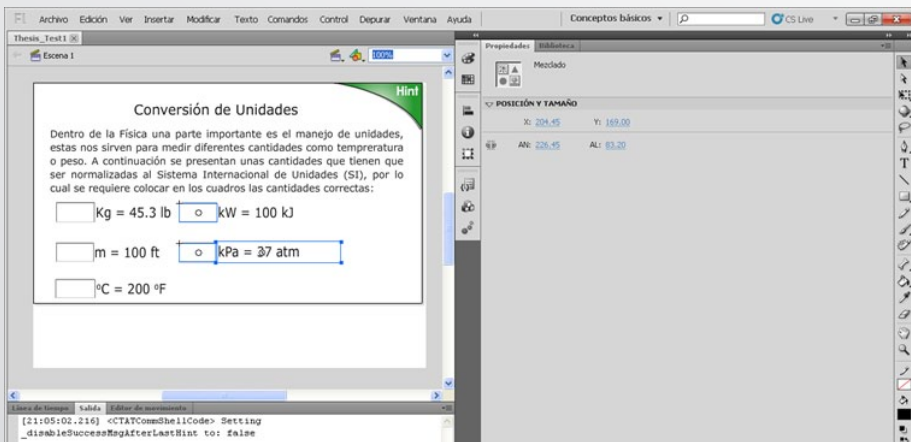 FL Archivo Edición Ver Insertar Modificar Texto Comandos Control Depurar Ventana Ayuda Conceptos básicos CS Live
Thesis_Test1
Propiedades Biblioteca
Escena 1 100%
Mezclado
Hint
POSICIÓN Y TAMAÑO
Conversión de Unidades
X: 204.45 Y: 169.00
Dentro de la Física una parte importante es el manejo de unidades,
AN: 226.45 AL: 83.20
estas nos sirven para medir diferentes cantidades como tempreratura
o peso. A continuación se presentan unas cantidades que tienen que
ser normalizadas al Sistema Internacional de Unidades (SI), por lo
cual se requiere colocar en los cuadros las cantidades correctas:
Kg = 45.3 lb kW = 100 kJ
m = 100 ft kPa = 37 atm
ºC = 200 ºF
Línea de tiempo Salida Editor de movimiento
[21:05:02.216] <CTATCommShellCode> Setting
_disableSuccessMsgAfterLastHint to: false